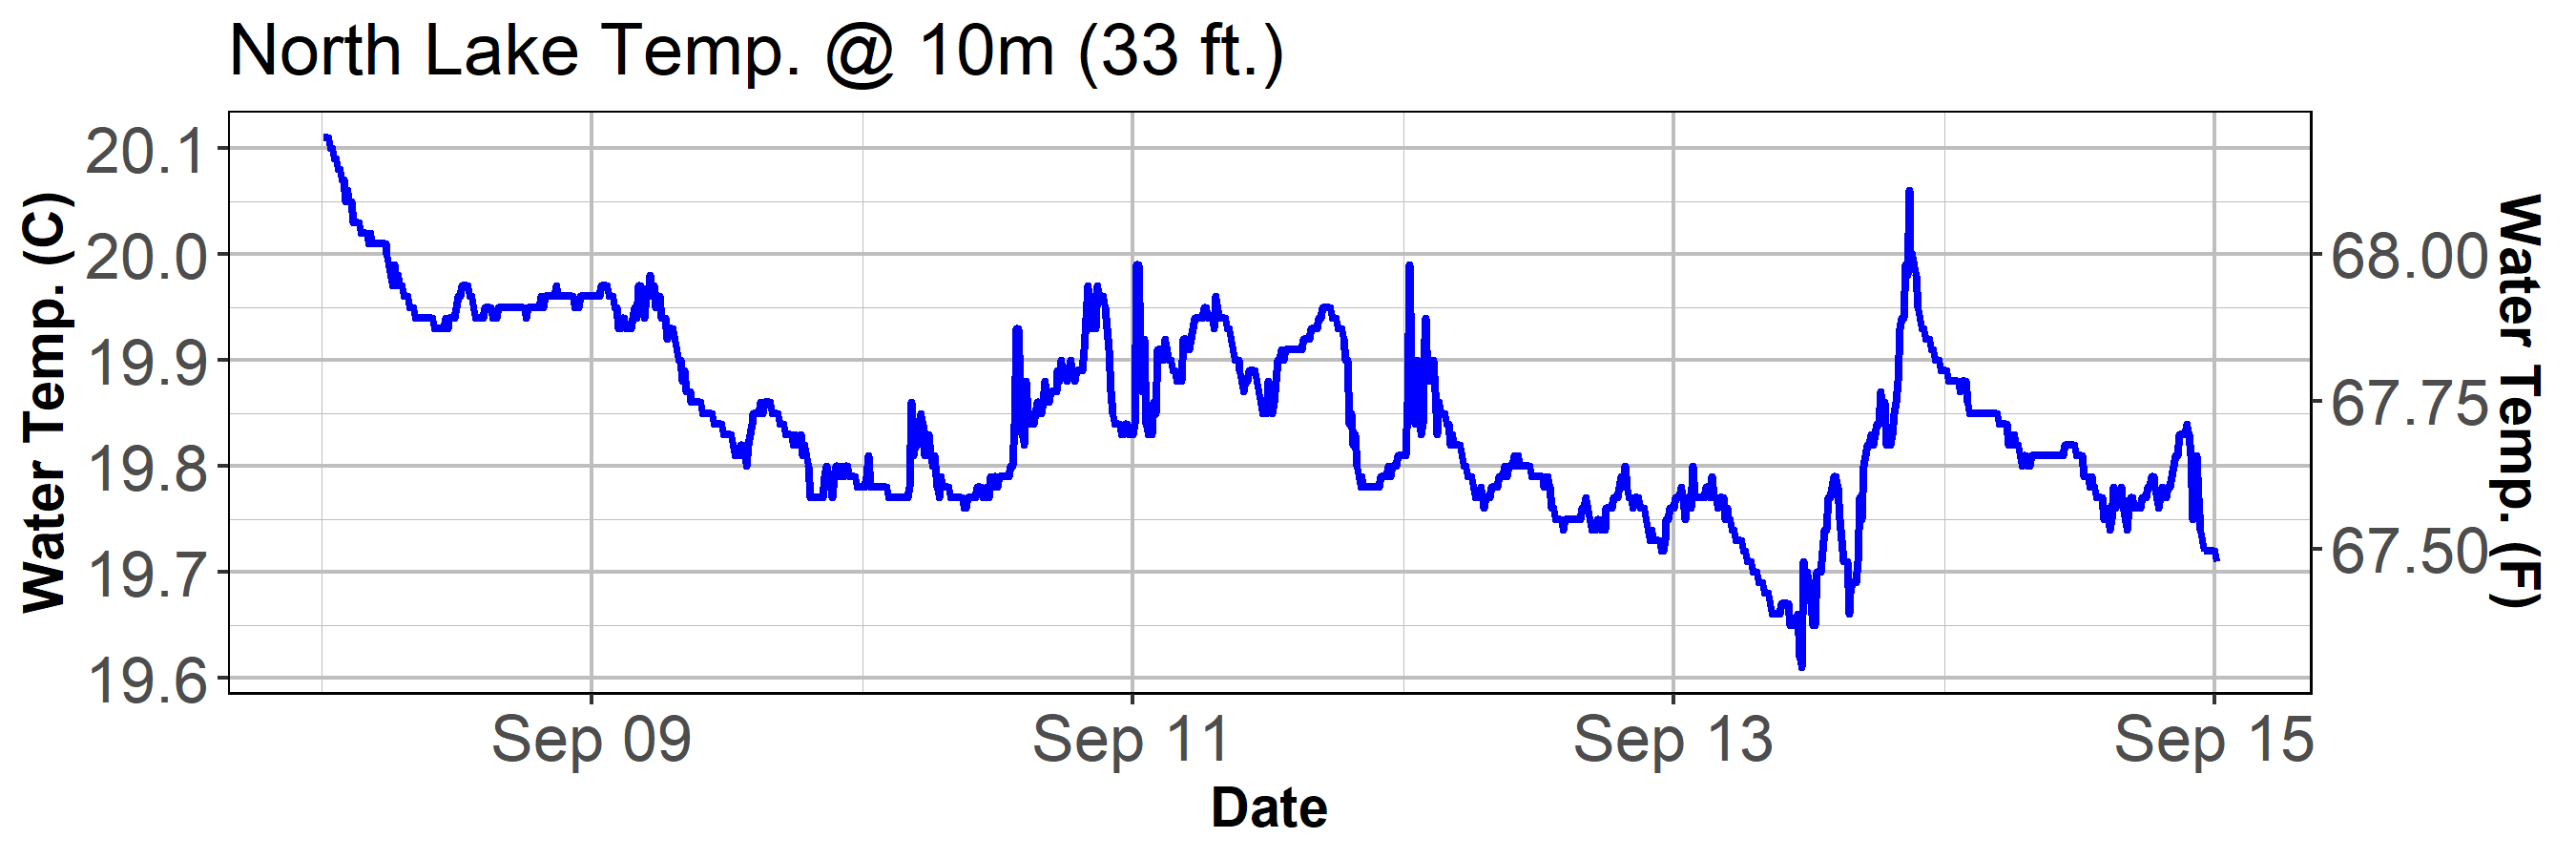 North Lake Temp. @ 10m (33 ft.)
Water Temp. (C)
20.1
20.0
19.9
19.8
19.7
19.6
68.00
67.75
67.50
Water Temp. (F)
Sep 09
Sep 11
Sep 13
Sep 15
Date